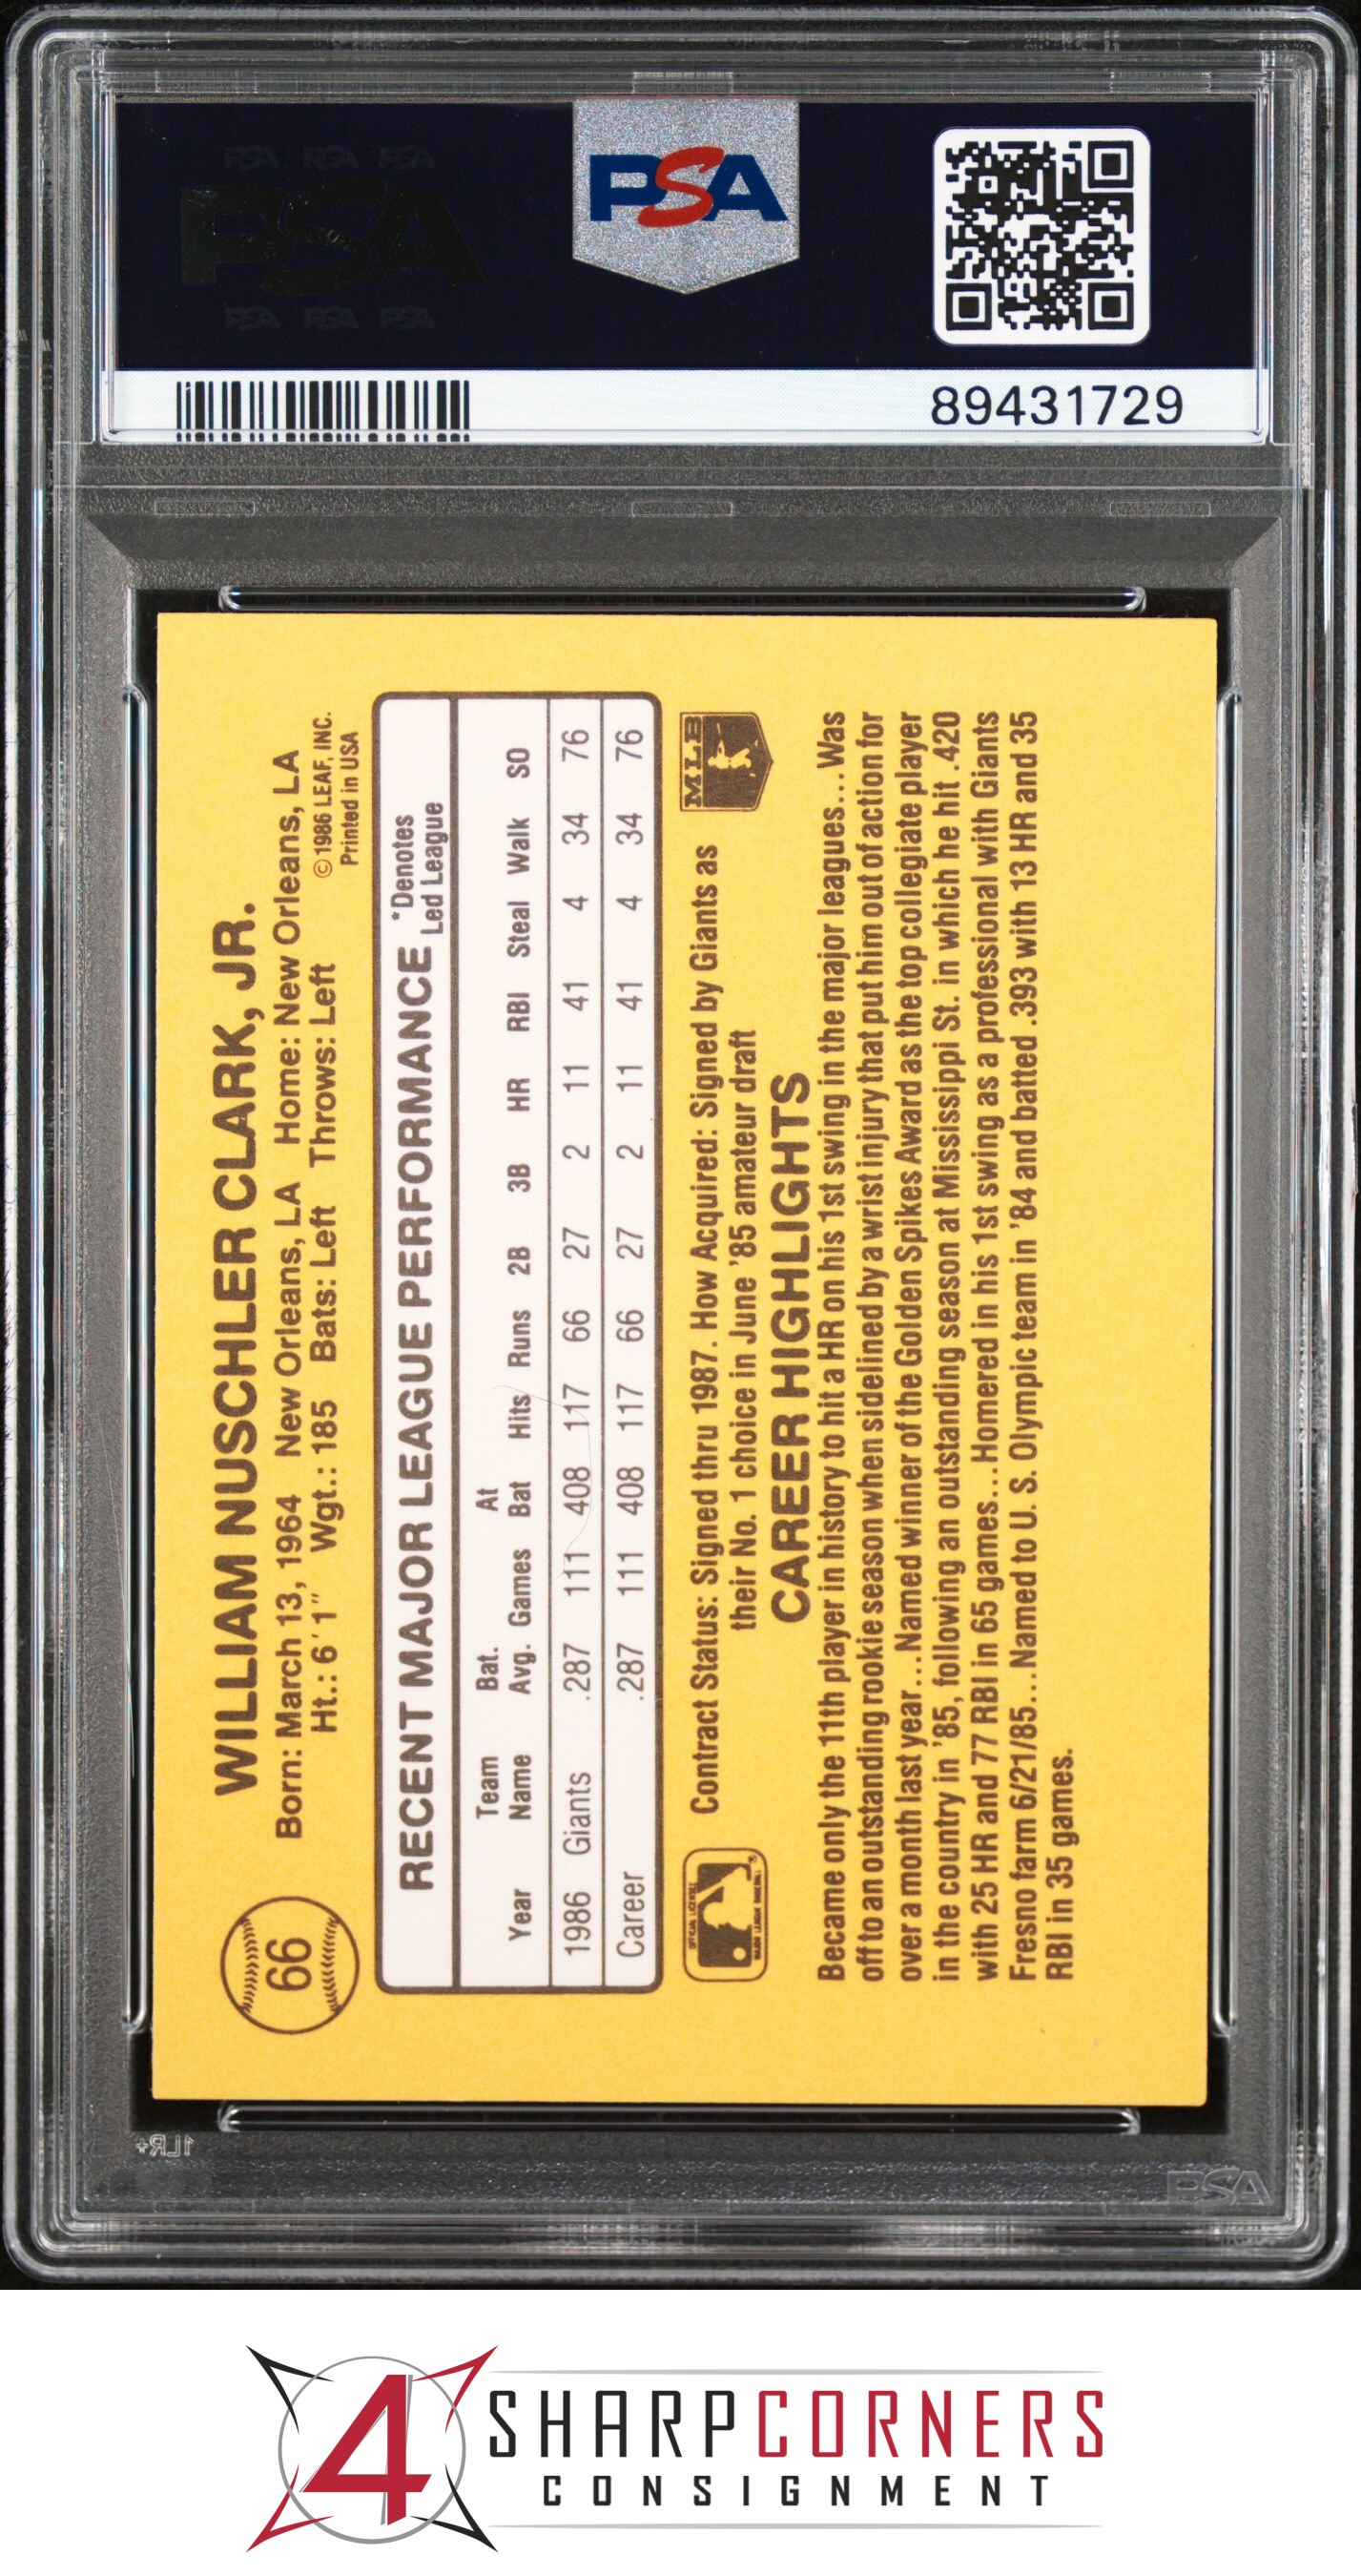 PSA PSA PSA
PSA
PSA PSA PSA
PSA
89431729
66
WILLIAM NUSCHLER CLARK, JR.
Born: March 13, 1964 New Orleans, LA Home: New Orleans, LA
Ht.: 6'1" Wgt.: 185 Bats: Left Throws: Left
© 1986 LEAF, INC.
Printed in USA
RECENT MAJOR LEAGUE PERFORMANCE *Denotes Led League
Year Team Name Bat. Avg. Games At Bat Hits Runs 2B 3B HR RBI Steal Walk SO
1986 Giants .287 111 408 117 66 27 2 11 41 4 34 76
Career .287 111 408 117 66 27 2 11 41 4 34 76
Contract Status: Signed thru 1987. How Acquired: Signed by Giants as
their No. 1 choice in June '85 amateur draft
MLB
CAREER HIGHLIGHTS
Became only the 11th player in history to hit a HR on his 1st swing in the major leagues...Was
off to an outstanding rookie season when sidelined by a wrist injury that put him out of action for
over a month last year...Named winner of the Golden Spikes Award as the top collegiate player
in the country in '85, following an outstanding season at Mississippi St. in which he hit .420
with 25 HR and 77 RBI in 65 games...Homered in his 1st swing as a professional with Giants
Fresno farm 6/21/85...Named to U. S. Olympic team in '84 and batted .393 with 13 HR and 35
RBI in 35 games.
1LR+
PSA
4 SHARPCORNERS
CONSIGNMENT